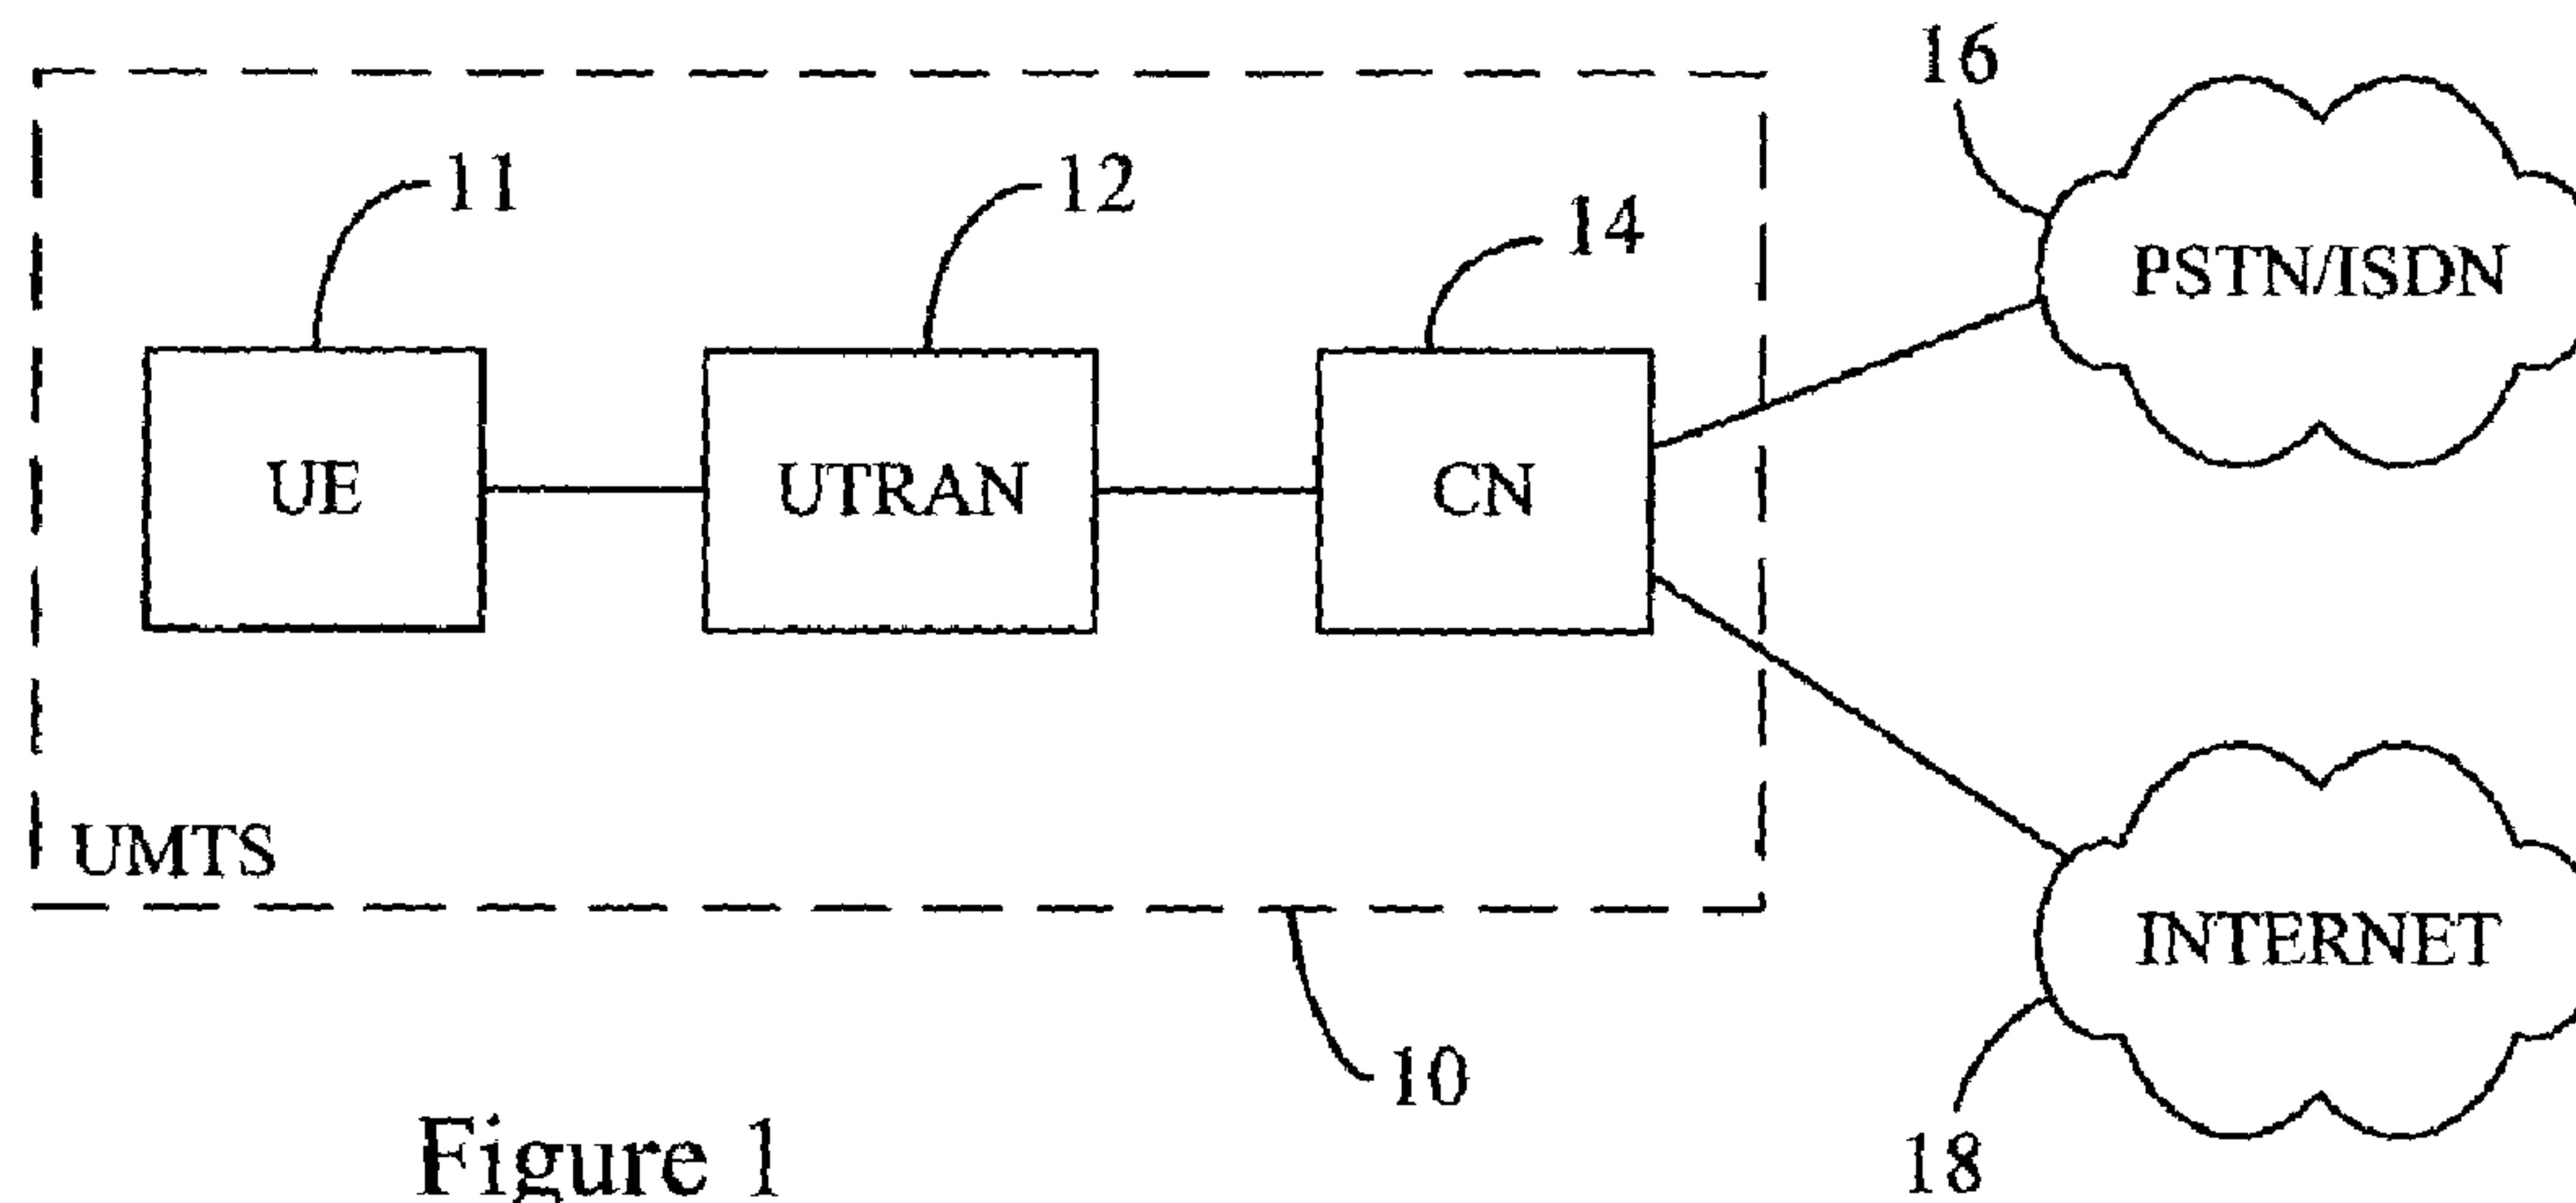 16
11
12
14
PSTN/ISDN
UE
UTRAN
CN
UMTS
INTERNET
10
Figure 1
18